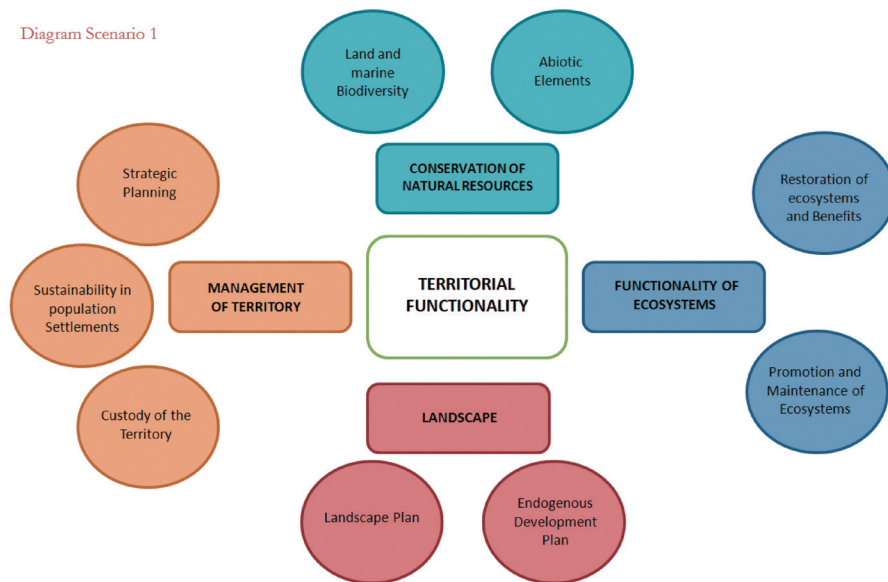 Diagram Scenario 1
Land and
marine
Biodiversity
Abiotic
Elements
CONSERVATION OF
NATURAL RESOURCES
Strategic
Planning
Restoration of
ecosystems
and Benefits
Sustainability in
population
Settlements
MANAGEMENT
OF TERRITORY
TERRITORIAL
FUNCTIONALITY
FUNCTIONALITY OF
ECOSYSTEMS
Custody of the
Territory
Promotion and
Maintenance of
Ecosystems
LANDSCAPE
Landscape Plan
Endogenous
Development
Plan